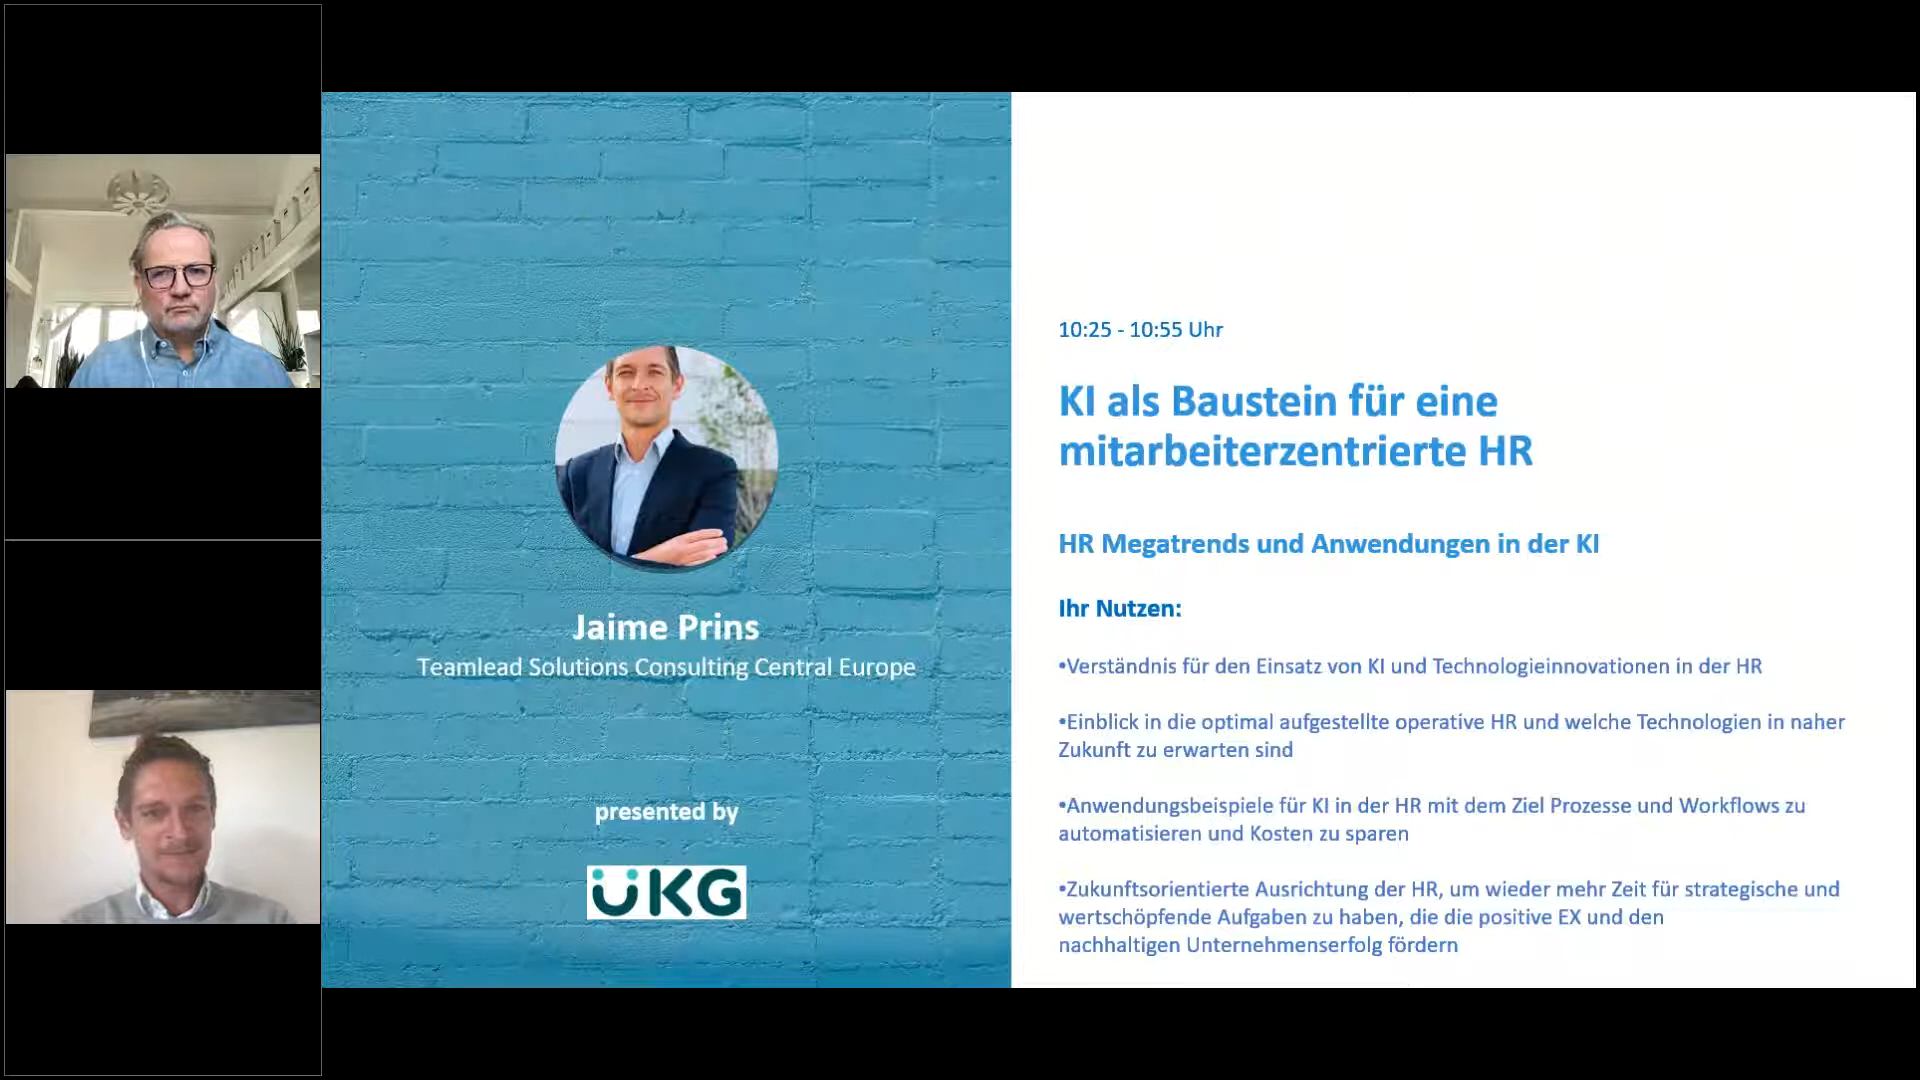 Jaime Prins
Teamlead Solutions Consulting Central Europe
presented by
UKG
10:25 - 10:55 Uhr
KI als Baustein für eine
mitarbeiterzentrierte HR
HR Megatrends und Anwendungen in der KI
Ihr Nutzen:
•Verständnis für den Einsatz von KI und Technologieinnovationen in der HR
•Einblick in die optimal aufgestellte operative HR und welche Technologien in naher
Zukunft zu erwarten sind
•Anwendungsbeispiele für KI in der HR mit dem Ziel Prozesse und Workflows zu
automatisieren und Kosten zu sparen
•Zukunftsorientierte Ausrichtung der HR, um wieder mehr Zeit für strategische und
wertschöpfende Aufgaben zu haben, die die positive EX und den
nachhaltigen Unternehmenserfolg fördern